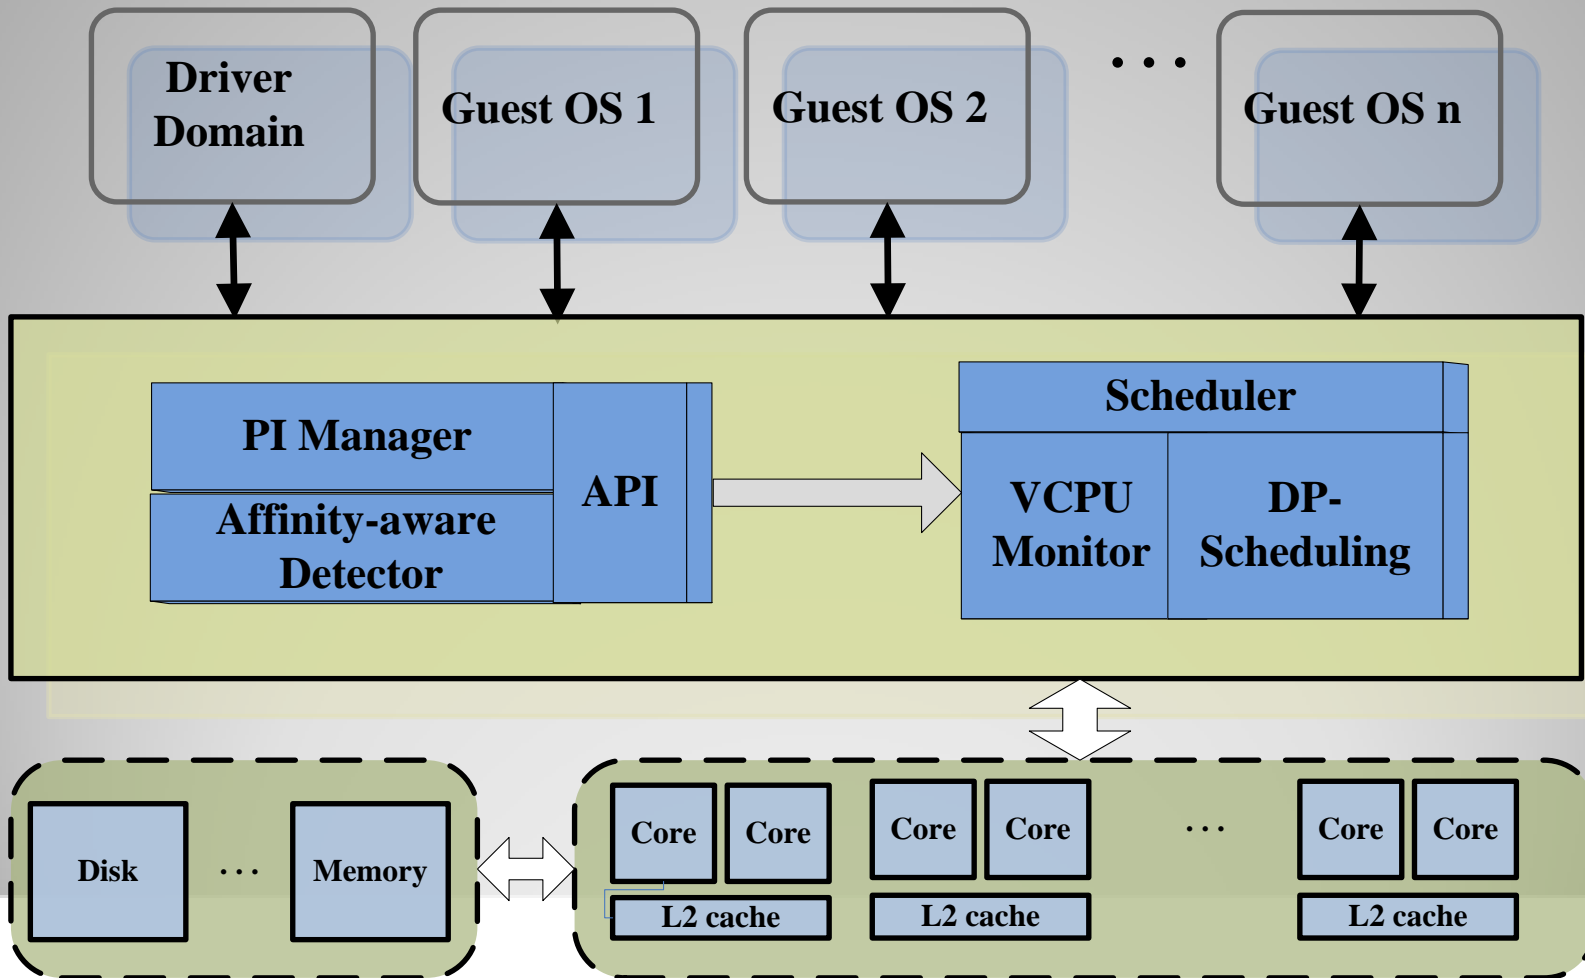 Driver
Domain
Guest OS 1
Guest OS 2
...
Guest OS n
PI Manager
Affinity-aware
Detector
API
Scheduler
VCPU
Monitor
DP-
Scheduling
Disk
...
Memory
Core
Core
L2 cache
Core
Core
L2 cache
...
Core
Core
L2 cache